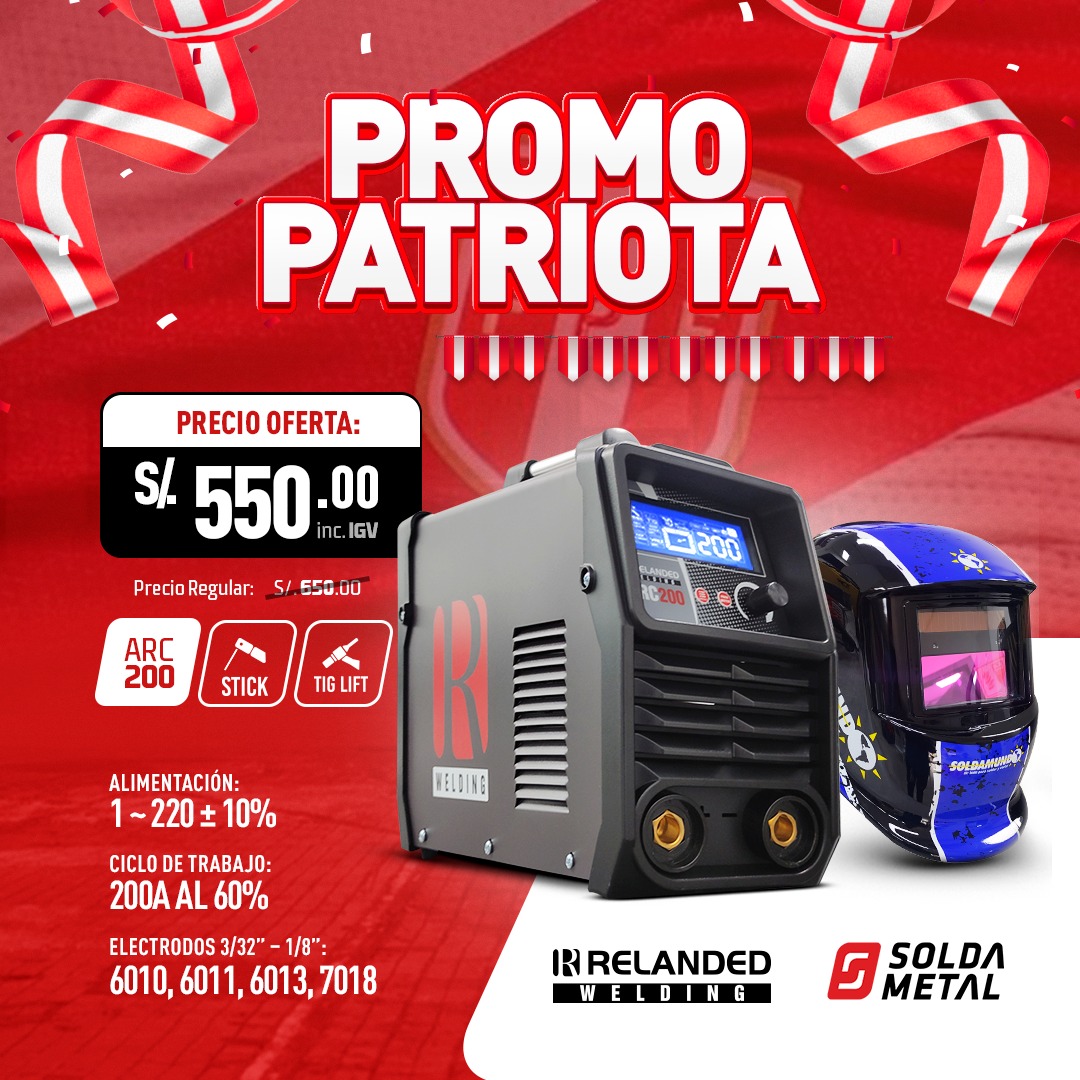 PROMO
PATRIOTA
PRECIO OFERTA:
S/. 550.00
inc. IGV
Precio Regular: S/. 650.00
ARC
200
STICK
TIG LIFT
ALIMENTACIÓN:
1 ~ 220 ± 10%
CICLO DE TRABAJO:
200A AL 60%
ELECTRODOS 3/32” – 1/8”:
6010, 6011, 6013, 7018
200
RELANDED
WELDING
RC200
R
WELDING
SOLDAMUNDO
RELANDED
WELDING
SOLDA
METAL